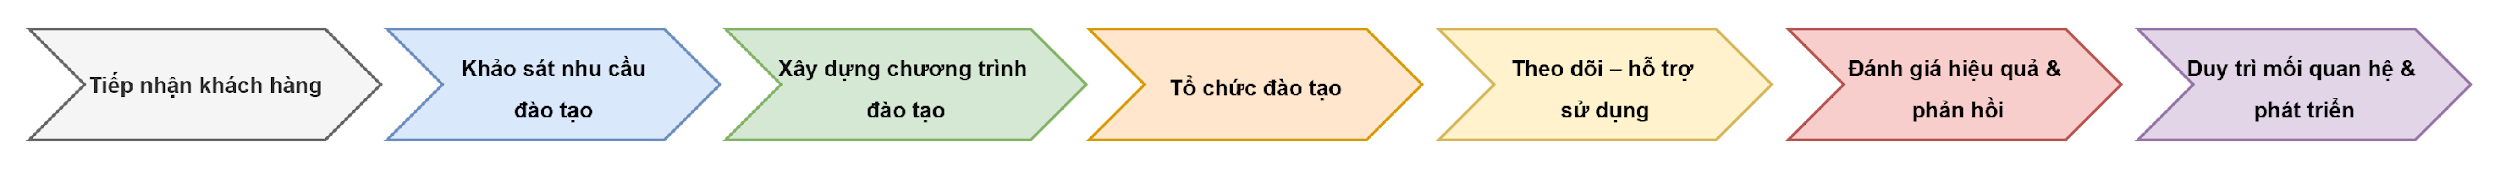 Tiếp nhận khách hàng
Khảo sát nhu cầu
đào tạo
Xây dựng chương trình
đào tạo
Tổ chức đào tạo
Theo dõi – hỗ trợ
sử dụng
Đánh giá hiệu quả &
phản hồi
Duy trì mối quan hệ &
phát triển